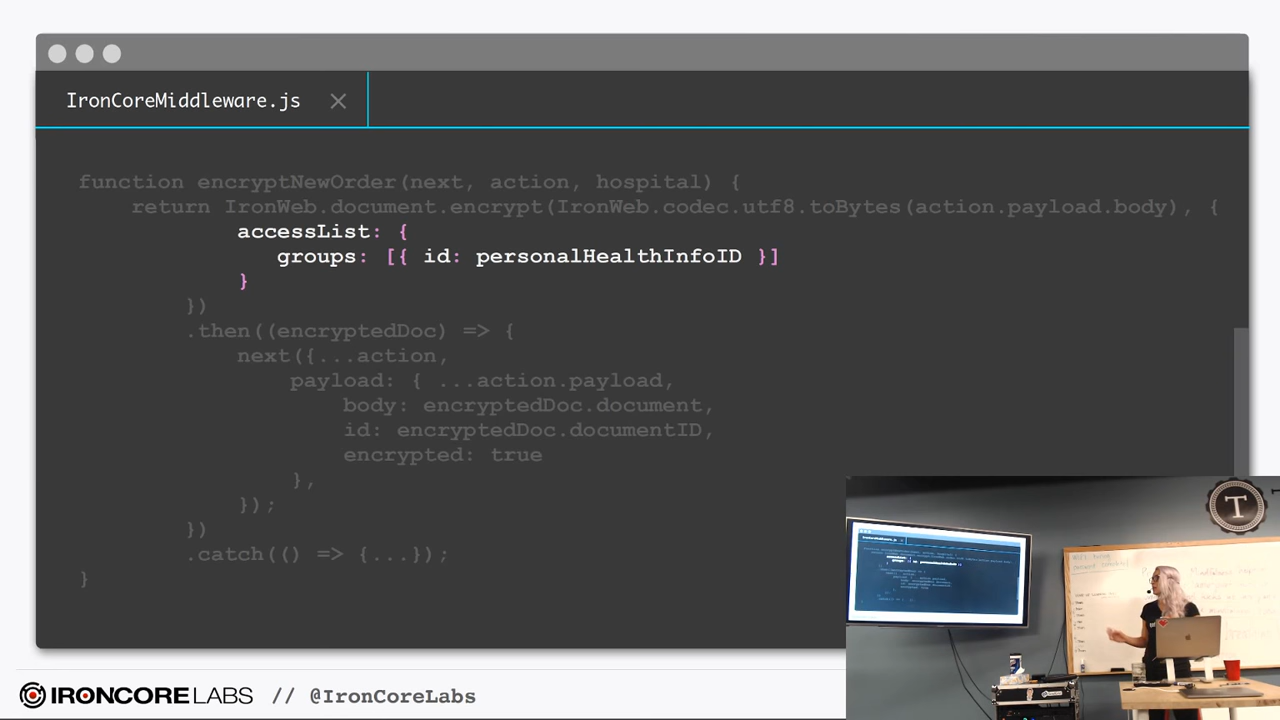 IronCoreMiddleware.js
function encryptNewOrder(next, action, hospital) {
return IronWeb.document.encrypt(IronWeb.codec.utf8.toBytes(action.payload.body), {
accessList: {
groups: [{ id: personalHealthInfoID }]
}
})
.then((encryptedDoc) => {
next({...action,
payload: { ...action.payload,
body: encryptedDoc.document,
id: encryptedDoc.documentID,
encrypted: true
},
});
})
.catch(() => {...});
}
IRONCORE LABS // @IronCoreLabs
T